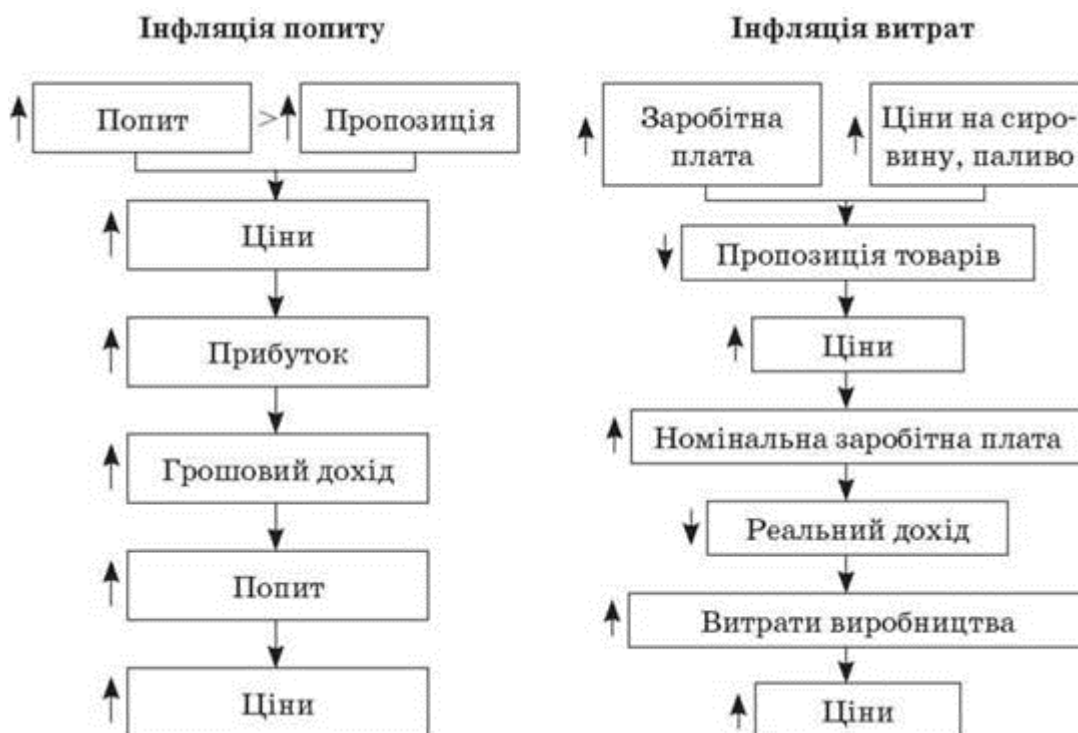 Інфляція попиту
Попит > Пропозиція
Ціни
Прибуток
Грошовий дохід
Попит
Ціни
Інфляція витрат
Заробітна
плата
Ціни на сиро-
вину, паливо
Пропозиція товарів
Ціни
Номінальна заробітна плата
Реальний дохід
Витрати виробництва
Ціни